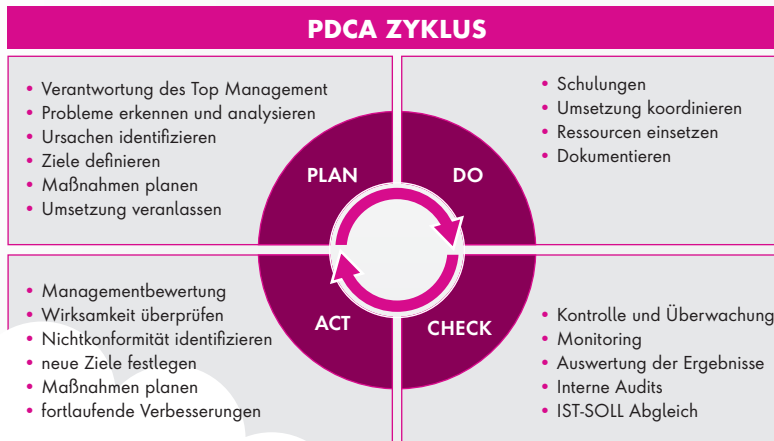 PDCA ZYKLUS
• Verantwortung des Top Management
• Probleme erkennen und analysieren
• Ursachen identifizieren
• Ziele definieren
• Maßnahmen planen
• Umsetzung veranlassen
PLAN
• Schulungen
• Umsetzung koordinieren
• Ressourcen einsetzen
• Dokumentieren
DO
• Managementbewertung
• Wirksamkeit überprüfen
• Nichtkonformität identifizieren
• neue Ziele festlegen
• Maßnahmen planen
• fortlaufende Verbesserungen
ACT
CHECK
• Kontrolle und Überwachung
• Monitoring
• Auswertung der Ergebnisse
• Interne Audits
• IST-SOLL Abgleich